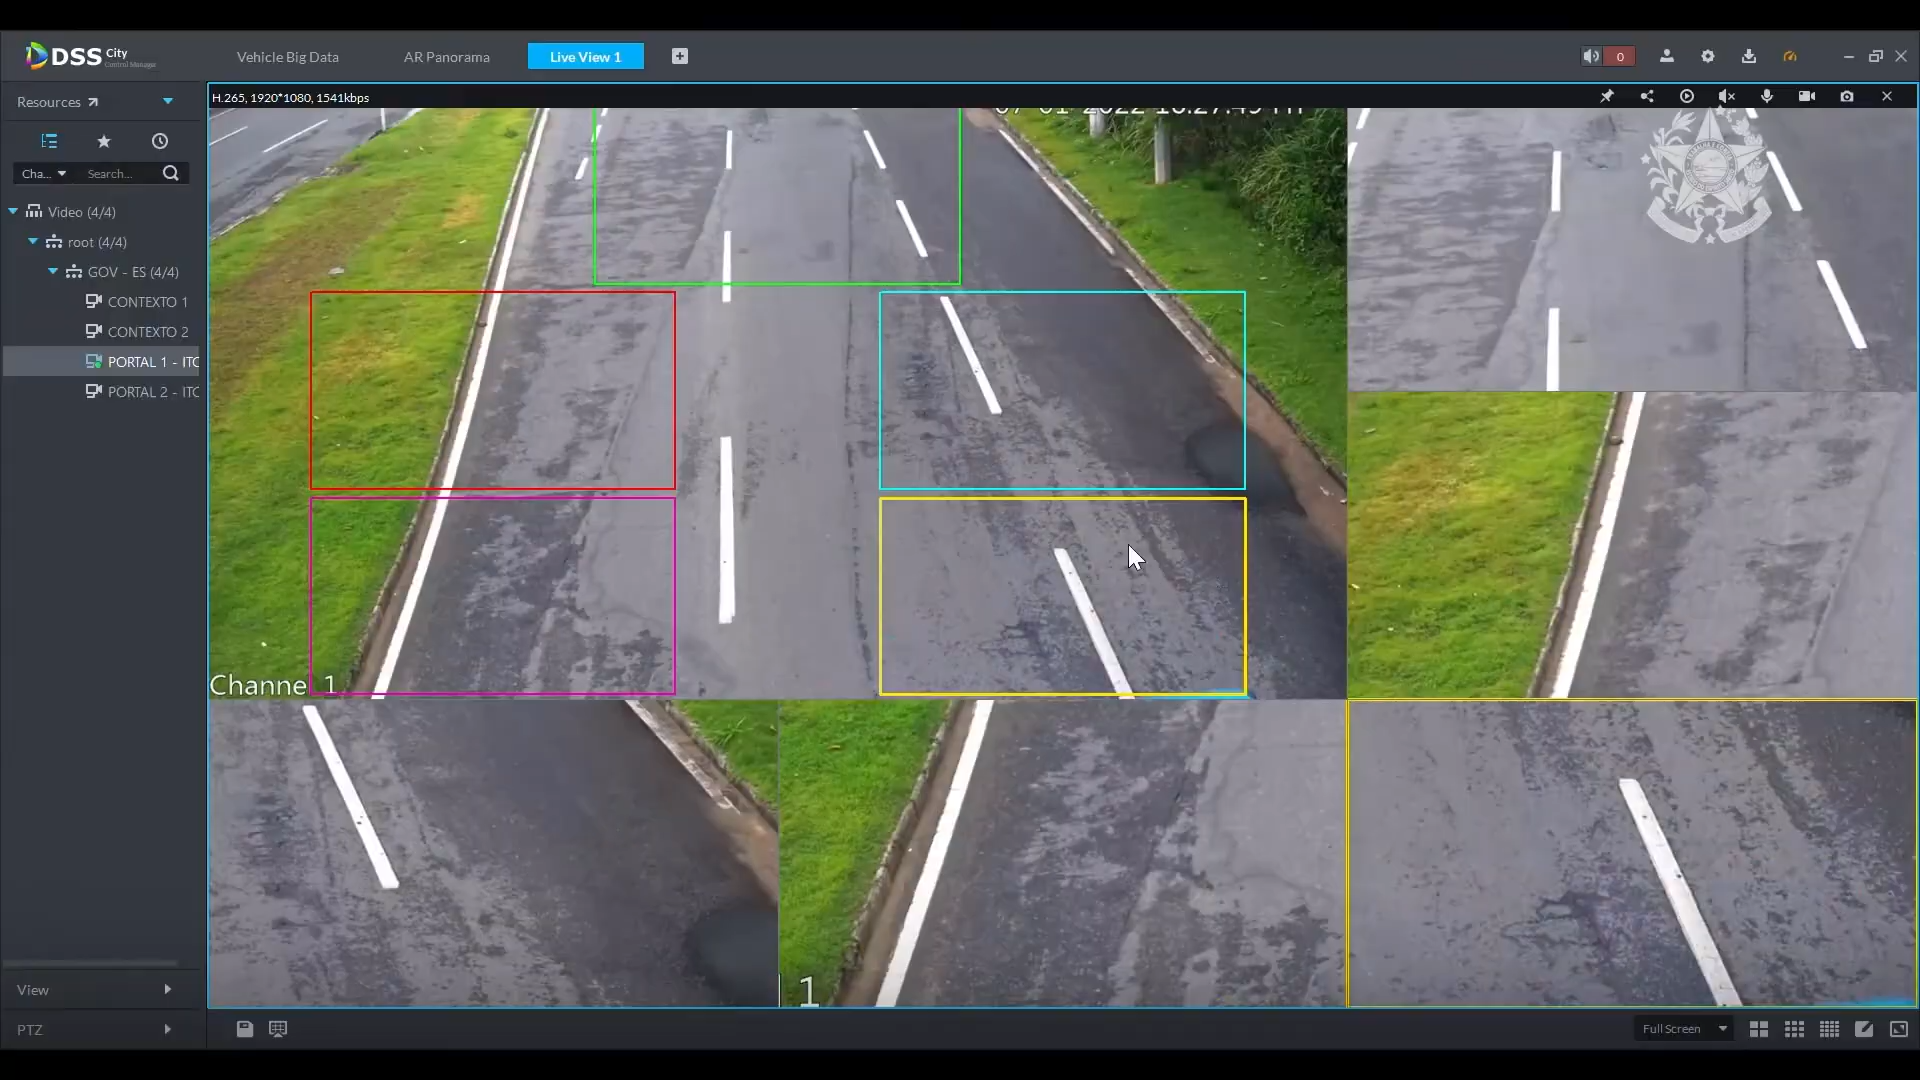 DSS City
Control Manager
Vehicle Big Data
AR Panorama
Live View 1
0
Resources
H.265, 1920*1080, 1541kbps
Cha...
Search...
Video (4/4)
root (4/4)
GOV - ES (4/4)
CONTEXTO 1
CONTEXTO 2
PORTAL 1 - ITC
PORTAL 2 - ITC
Channe 1
1
View
PTZ
Full Screen